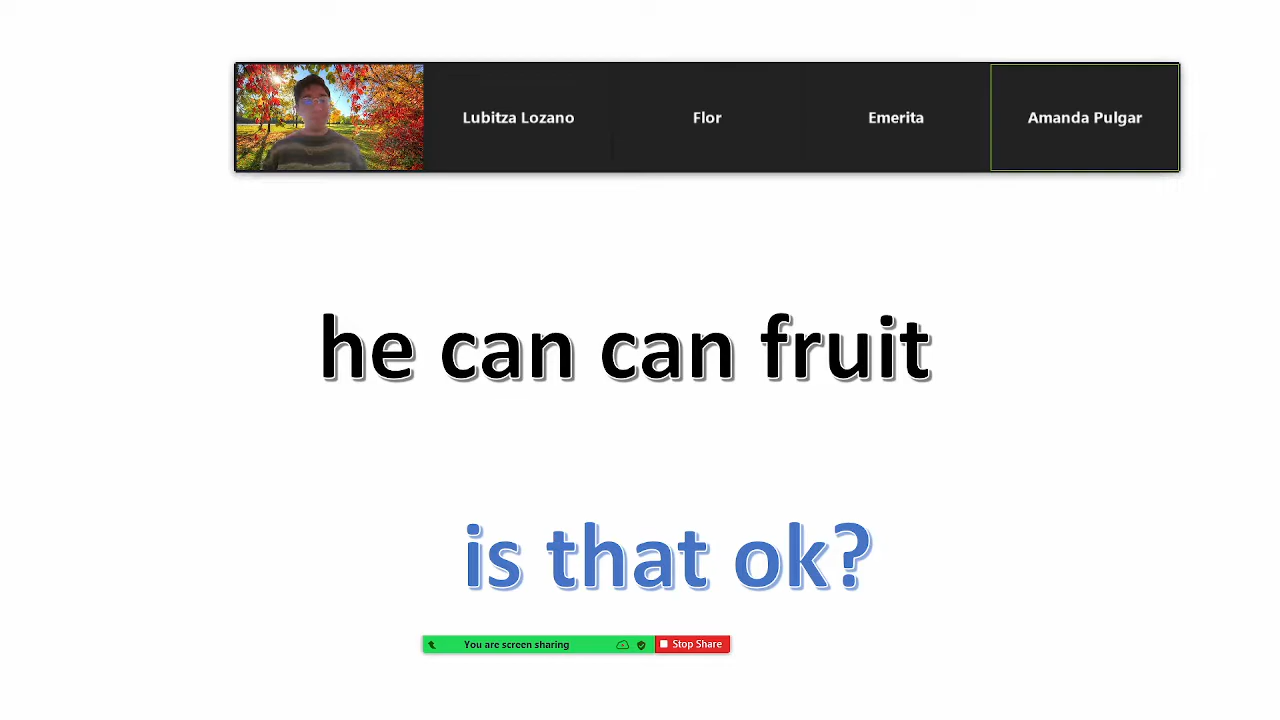 Lubitza Lozano Flor Emerita Amanda Pulgar
he can can fruit
is that ok?
You are screen sharing Stop Share